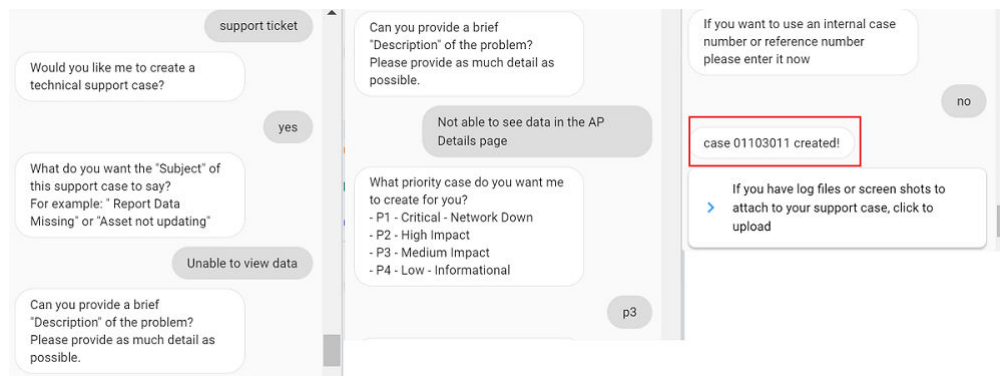 support ticket
Would you like me to create a
technical support case?
yes
What do you want the "Subject" of
this support case to say?
For example: " Report Data
Missing" or "Asset not updating"
Unable to view data
Can you provide a brief
"Description" of the problem?
Please provide as much detail as
possible.
Can you provide a brief
"Description" of the problem?
Please provide as much detail as
possible.
Not able to see data in the AP
Details page
What priority case do you want me
to create for you?
- P1 - Critical - Network Down
- P2 - High Impact
- P3 - Medium Impact
- P4 - Low - Informational
p3
If you want to use an internal case
number or reference number
please enter it now
no
case 01103011 created!
If you have log files or screen shots to
attach to your support case, click to
upload